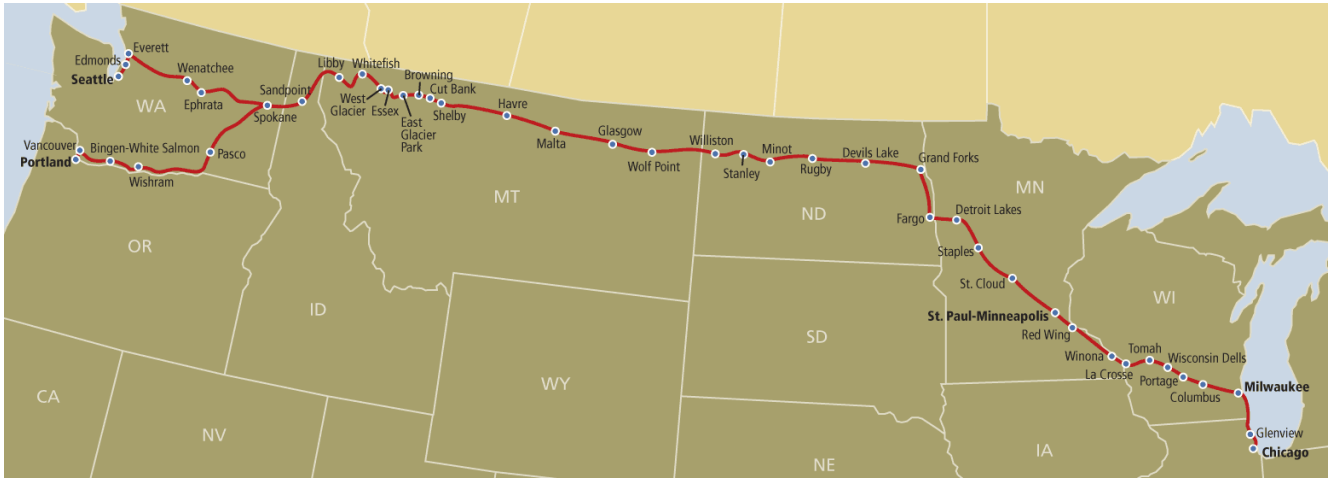 Everett
Edmonds
Seattle
Wenatchee
Ephrata
WA
Spokane
Sandpoint
Libby
Whitefish
West
Glacier
Essex
East
Glacier
Park
Browning
Cut Bank
Shelby
Havre
Malta
Glasgow
Wolf Point
Williston
Stanley
Minot
Rugby
Devils Lake
Grand Forks
Vancouver
Portland
Bingen-White Salmon
Wishram
Pasco
MT
ND
MN
Fargo
Detroit Lakes
Staples
St. Cloud
St. Paul-Minneapolis
Red Wing
Winona
La Crosse
Tomah
Wisconsin Dells
Portage
Columbus
Milwaukee
Glenview
Chicago
OR
ID
WY
SD
WI
CA
NV
NE
IA